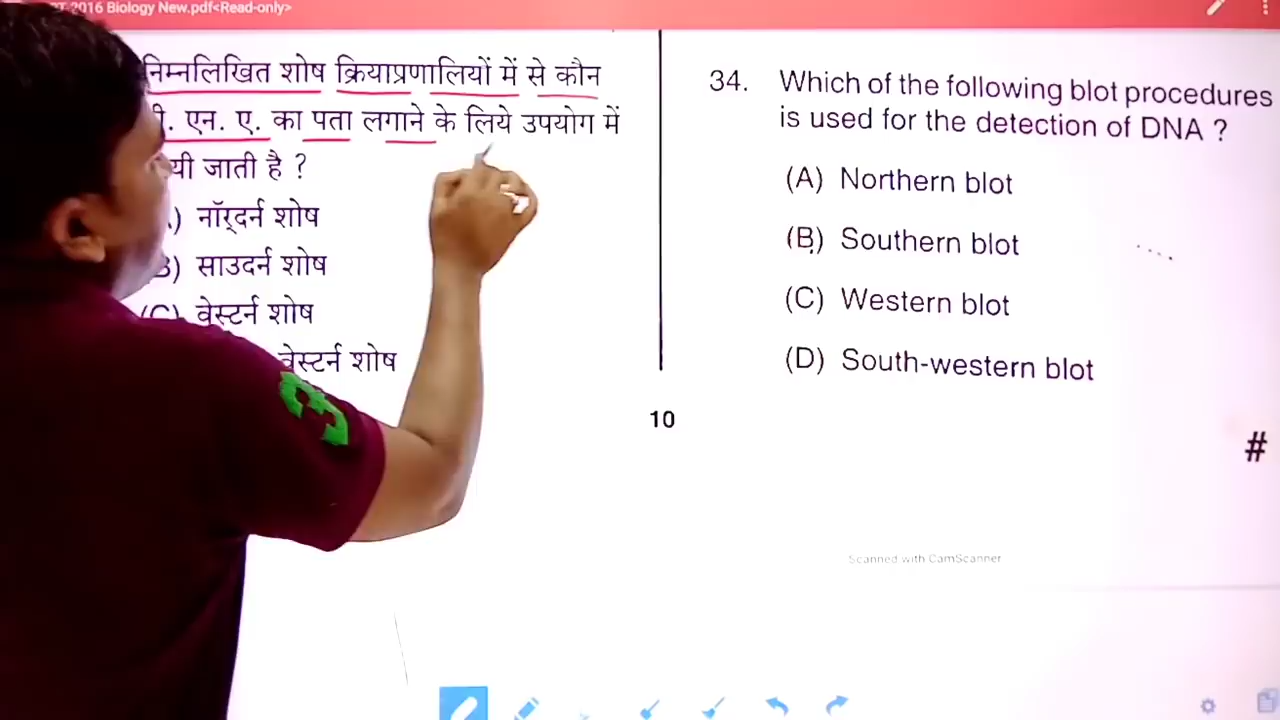 2016 Biology New.pdf<Read-only>
निम्नलिखित शोष क्रियाप्रणालियों में से कौन
एन. ए. का पता लगाने के लिये उपयोग में
जाती है ?
नॉर्दर्न शोष
साउदर्न शोष
वेस्टर्न शोष
वेस्टर्न शोष
34. Which of the following blot procedures
is used for the detection of DNA ?
(A) Northern blot
(B) Southern blot
(C) Western blot
(D) South-western blot
10
#
Scanned with CamScanner